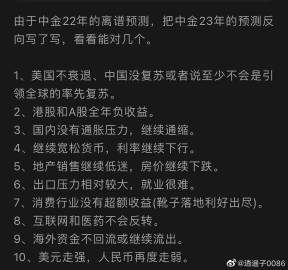 由于中金22年的离谱预测，把中金23年的预测反
向写了写，看看能对几个。
1、美国不衰退、中国没复苏或者说至少不会是引
领全球的率先复苏。
2、港股和A股全年负收益。
3、国内没有通胀压力，继续通缩。
4、继续宽松货币，利率继续下行。
5、地产销售继续低迷，房价继续下跌。
6、出口压力相对较大，就业很难。
7、消费行业没有超额收益(靴子落地利好出尽)。
8、互联网和医药不会反转。
9、海外资金不回流或继续流出。
10、美元走强，人民币再度走弱。
@逍遥子0086